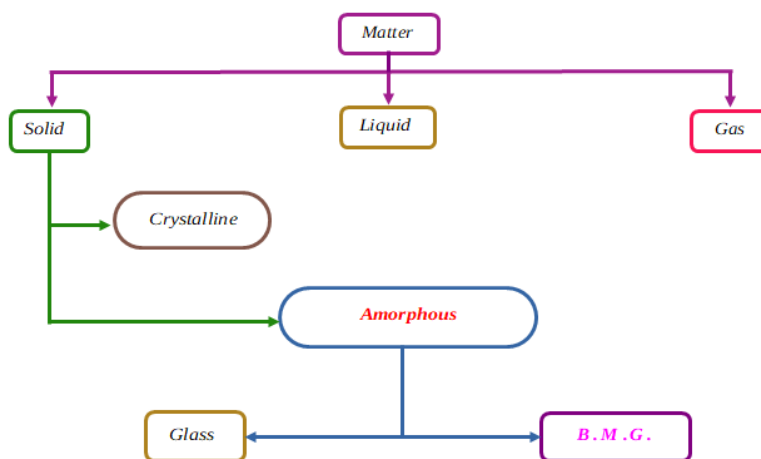 Matter
Solid
Liquid
Gas
Crystalline
Amorphous
Glass
B . M . G .